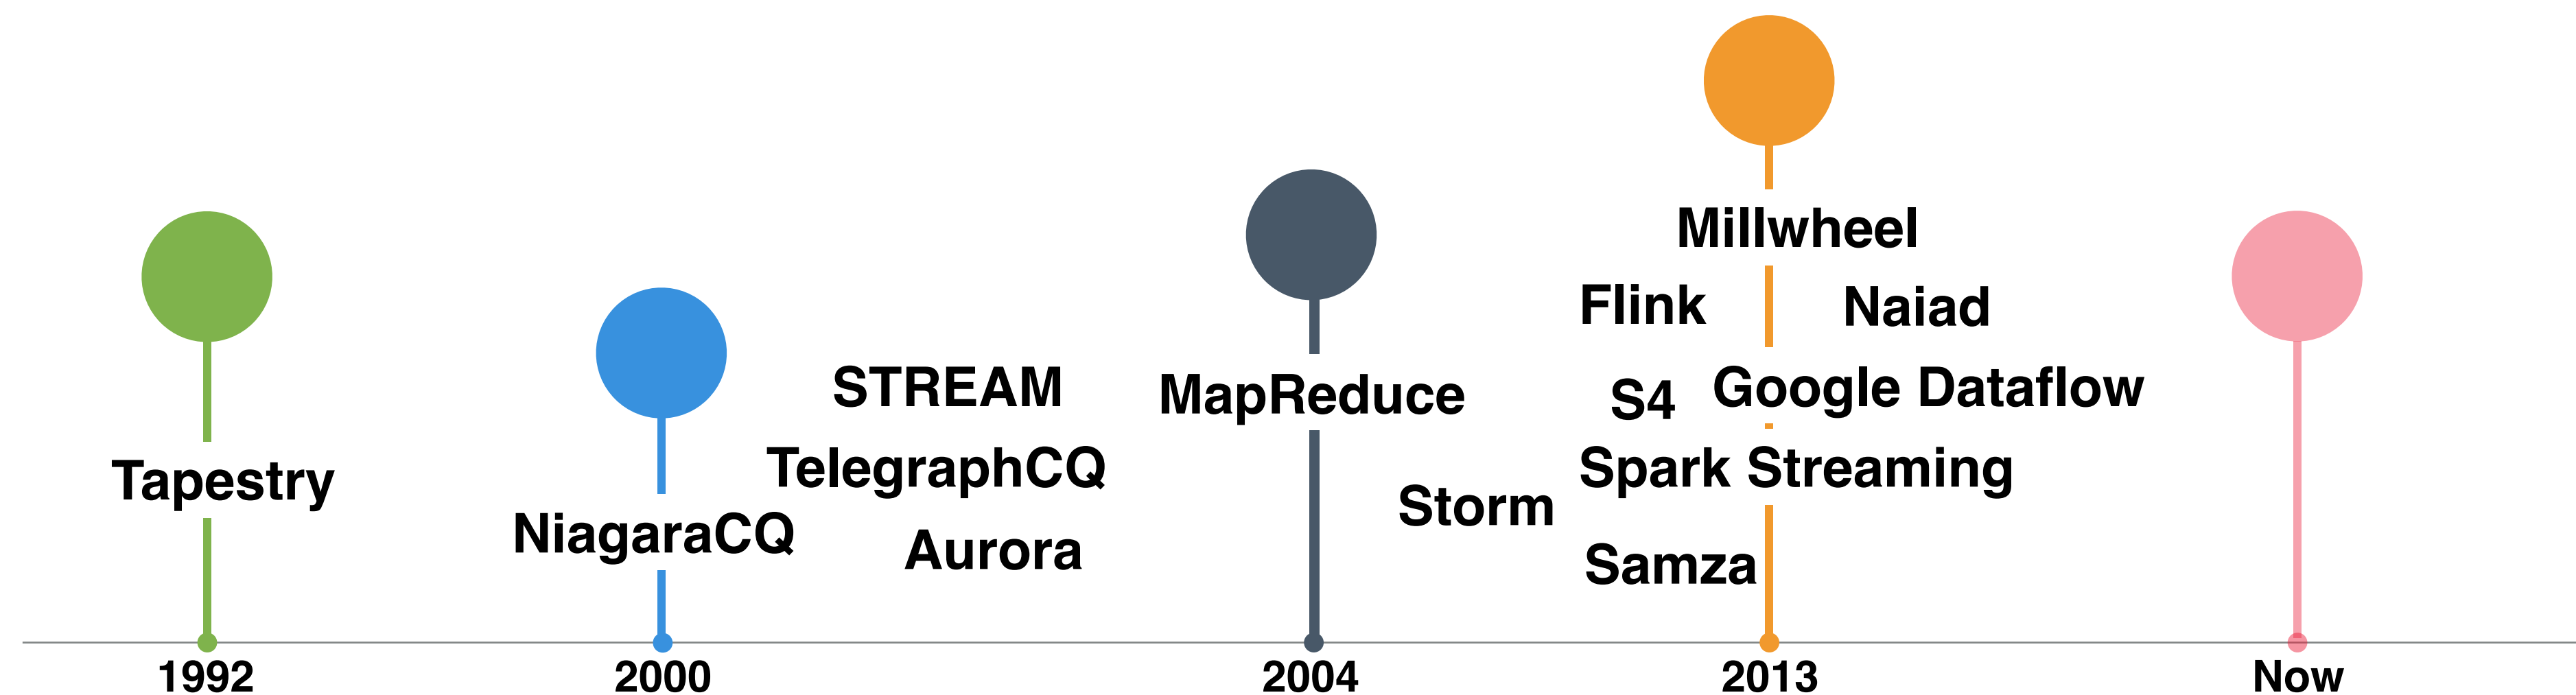 Millwheel
Flink
Naiad
STREAM
MapReduce
S4
Google Dataflow
Tapestry
TelegraphCQ
Spark Streaming
NiagaraCQ
Storm
Aurora
Samza
1992
2000
2004
2013
Now